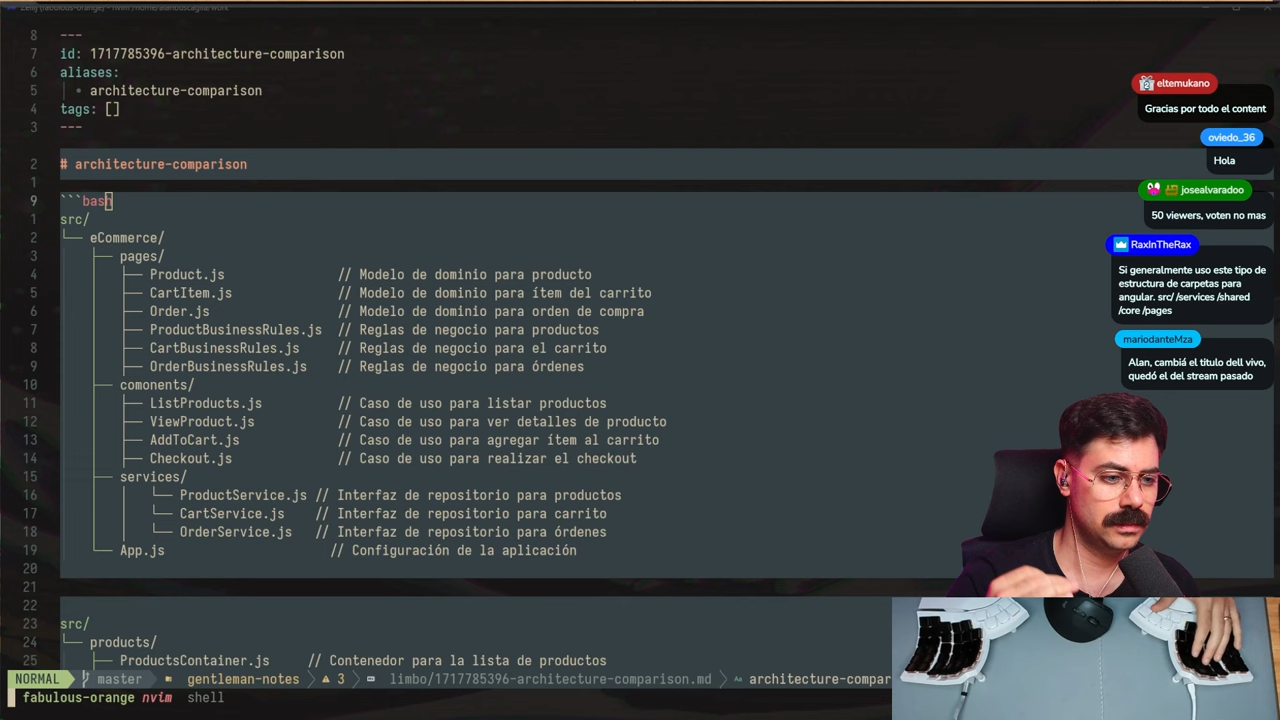 Zellij (fabulous-orange) - nvim
8 ---
7 id: 1717785396-architecture-comparison
6 aliases:
5 • architecture-comparison
4 tags: []
3 ---
2 # architecture-comparison
1
9 ```bash
1 src/
2 └── eCommerce/
3 ├── pages/
4 ├── Product.js // Modelo de dominio para producto
5 ├── CartItem.js // Modelo de dominio para ítem del carrito
6 ├── Order.js // Modelo de dominio para orden de compra
7 ├── ProductBusinessRules.js // Reglas de negocio para productos
8 ├── CartBusinessRules.js // Reglas de negocio para el carrito
9 ├── OrderBusinessRules.js // Reglas de negocio para órdenes
10 ├── comonents/
11 ├── ListProducts.js // Caso de uso para listar productos
12 ├── ViewProduct.js // Caso de uso para ver detalles de producto
13 ├── AddToCart.js // Caso de uso para agregar ítem al carrito
14 ├── Checkout.js // Caso de uso para realizar el checkout
15 ├── services/
16 │ └── ProductService.js // Interfaz de repositorio para productos
17 │ └── CartService.js // Interfaz de repositorio para carrito
18 │ └── OrderService.js // Interfaz de repositorio para órdenes
19 └── App.js // Configuración de la aplicación
20
21
22
23 src/
24 └── products/
25 ├── ProductsContainer.js // Contenedor para la lista de productos
NORMAL master gentleman-notes 3 limbo/1717785396-architecture-comparison.md architecture-compar
fabulous-orange nvim shell
eltemukano
Gracias por todo el content
oviedo_36
Hola
josealvaradoo
50 viewers, voten no mas
RaxInTheRax
Si generalmente uso este tipo de
estructura de carpetas para
angular. src/ /services /shared
/core /pages
mariodanteMza
Alan, cambiá el titulo dell vivo,
quedó el del stream pasado